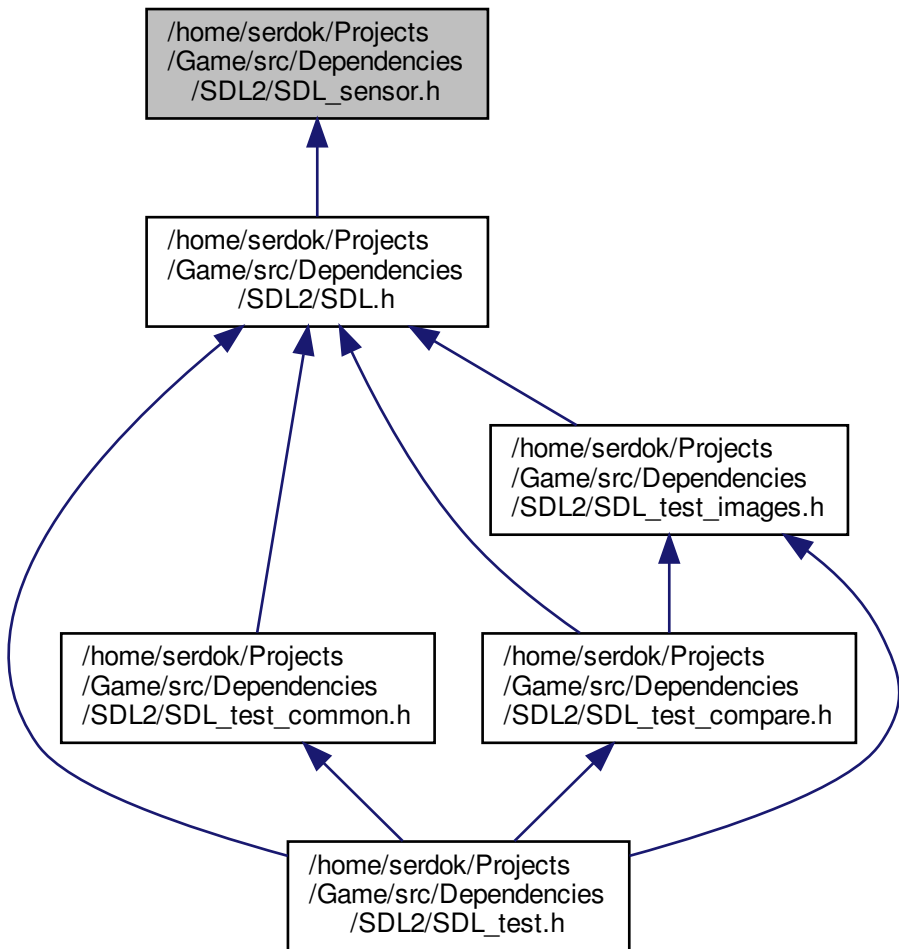 /home/serdok/Projects
/Game/src/Dependencies
/SDL2/SDL_sensor.h
/home/serdok/Projects
/Game/src/Dependencies
/SDL2/SDL.h
/home/serdok/Projects
/Game/src/Dependencies
/SDL2/SDL_test_images.h
/home/serdok/Projects
/Game/src/Dependencies
/SDL2/SDL_test_common.h
/home/serdok/Projects
/Game/src/Dependencies
/SDL2/SDL_test_compare.h
/home/serdok/Projects
/Game/src/Dependencies
/SDL2/SDL_test.h